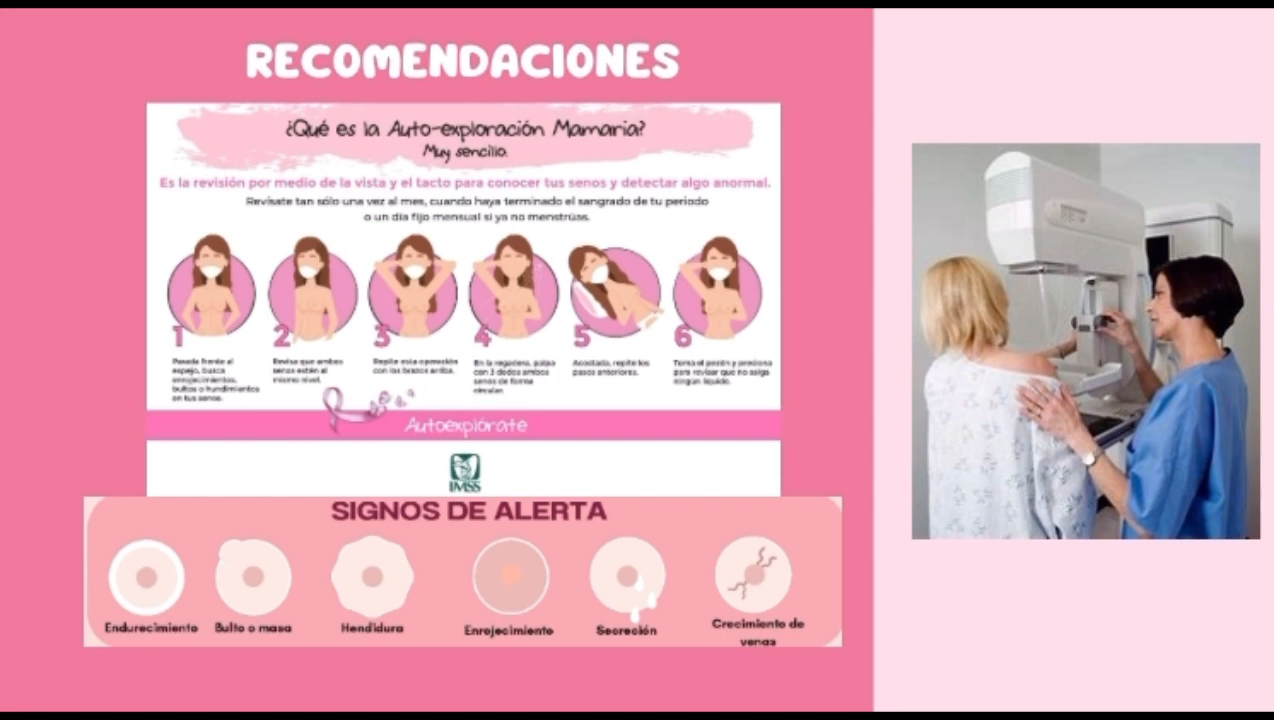 RECOMENDACIONES
¿Qué es la Auto-exploración Mamaria?
Muy sencillo.
Es la revisión por medio de la vista y el tacto para conocer tus senos y detectar algo anormal.
Revísate tan sólo una vez al mes, cuando haya terminado el sangrado de tu periodo
o un día fijo mensual si ya no menstrúas.
1
Parada frente al
espejo, busca
enrojecimientos,
bultos o hundimientos
en tus senos.
2
Revisa que ambos
senos estén al
mismo nivel.
3
Repite esta operación
con los brazos arriba.
4
En la regadera, palpa
con 3 dedos ambos
senos de forma
circular.
5
Acostada, repite los
pasos anteriores.
6
Toma el pezón y presiona
para revisar que no salga
ningún líquido.
Autoexplórate
IMSS
SIGNOS DE ALERTA
Endurecimiento
Bulto o masa
Hendidura
Enrojecimiento
Secreción
Crecimiento de
venas